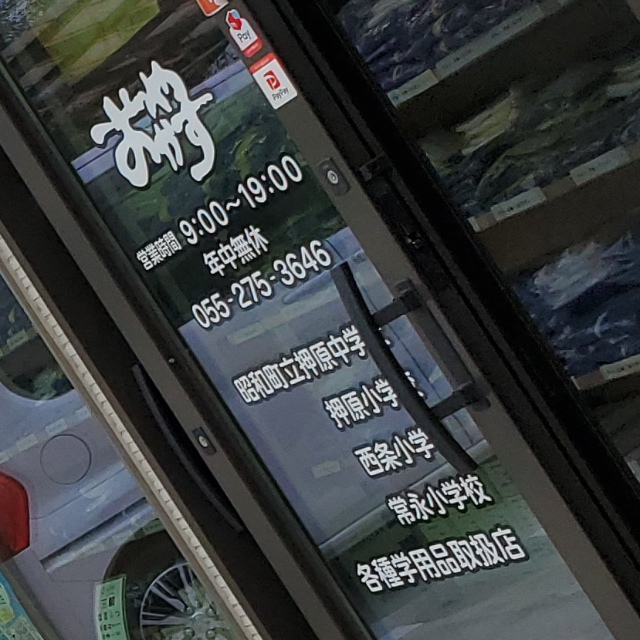 Pay
PayPay
営業時間 9:00~19:00
年中無休
055-275-3646
昭和町立押原中学
押原小学
西条小学
常永小学校
各種学用品取扱店